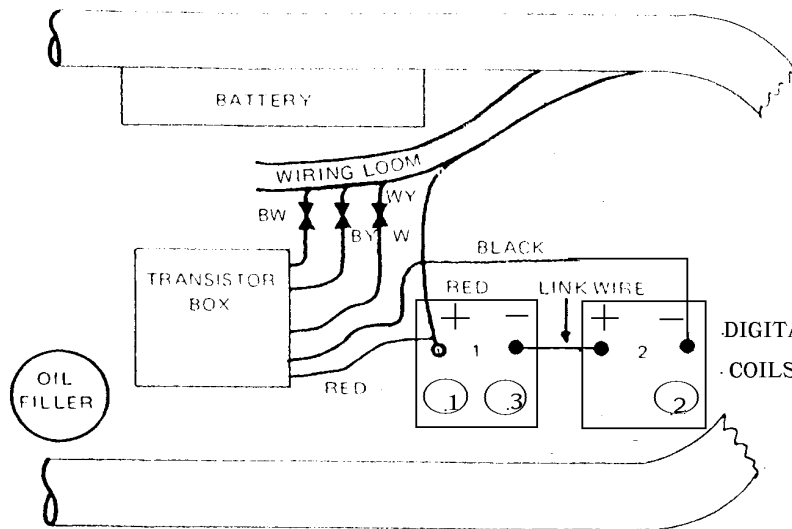 BATTERY
WIRING LOOM
WY
BW
BY
W
BLACK
TRANSISTOR
BOX
RED
LINK WIRE
+
−
+
−
1
2
DIGITA
COILS
RED
OIL
FILLER
.1
.3
.2